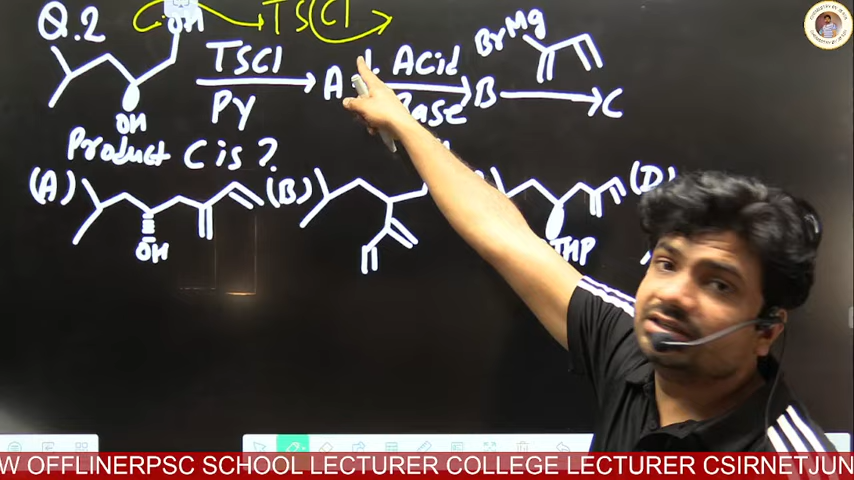 Q.2
OH
TSCl
TSCl
Py
A
1. Acid
Base
B
BrMg
C
OH
Product C is ?
(A)
OH
(B)
THP
(D)
W OFFLINERPSC SCHOOL LECTURER COLLEGE LECTURER CSIRNETJUN